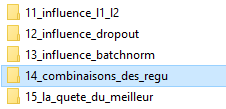 11_influence_l1_l2
12_influence_dropout
13_influence_batchnorm
14_combinaisons_des_regu
15_la_quete_du_meilleur